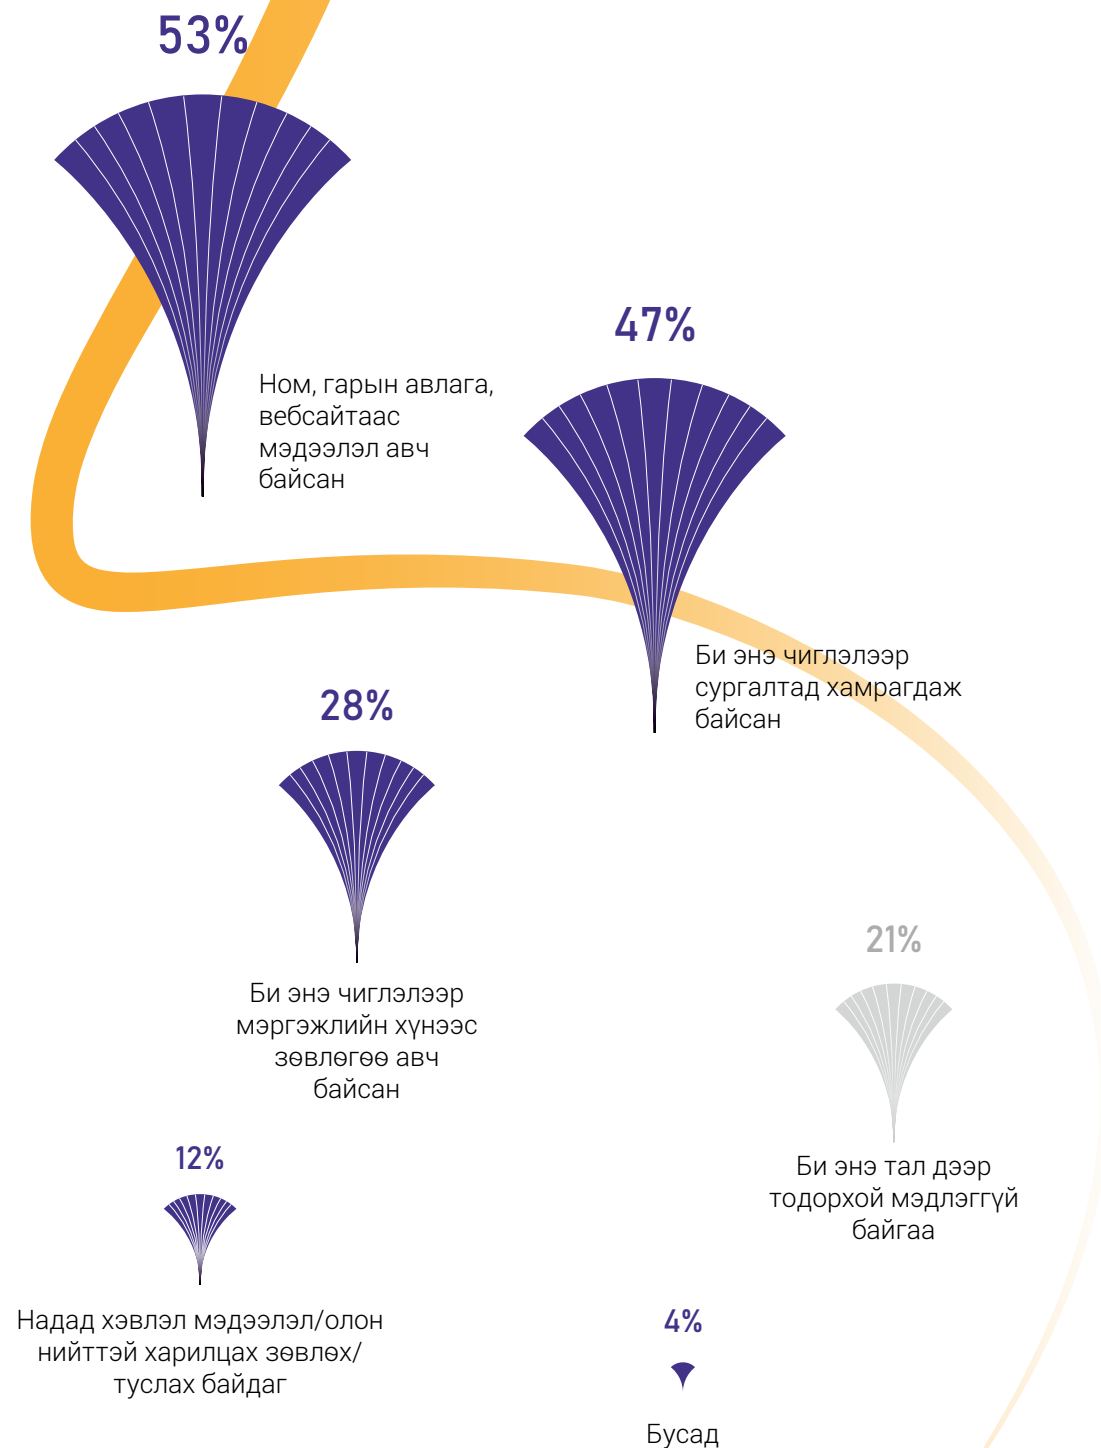 53%
Ном, гарын авлага,
вебсайтаас
мэдээлэл авч
байсан
47%
Би энэ чиглэлээр
сургалтад хамрагдаж
байсан
28%
Би энэ чиглэлээр
мэргэжлийн хүнээс
зөвлөгөө авч
байсан
21%
Би энэ тал дээр
тодорхой мэдлэггүй
байгаа
12%
Надад хэвлэл мэдээлэл/олон
нийттэй харилцах зөвлөх/
туслах байдаг
4%
Бусад